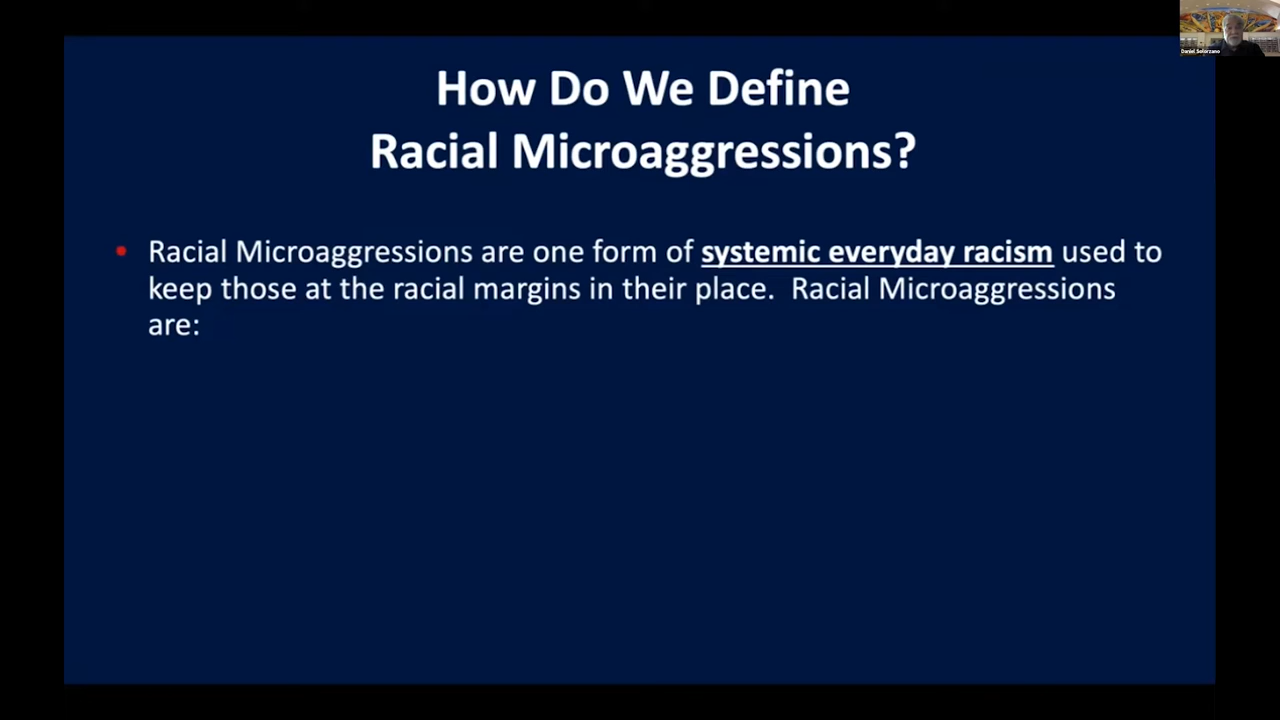 Daniel Solorzano
How Do We Define
Racial Microaggressions?
• Racial Microaggressions are one form of systemic everyday racism used to
keep those at the racial margins in their place.  Racial Microaggressions
are: